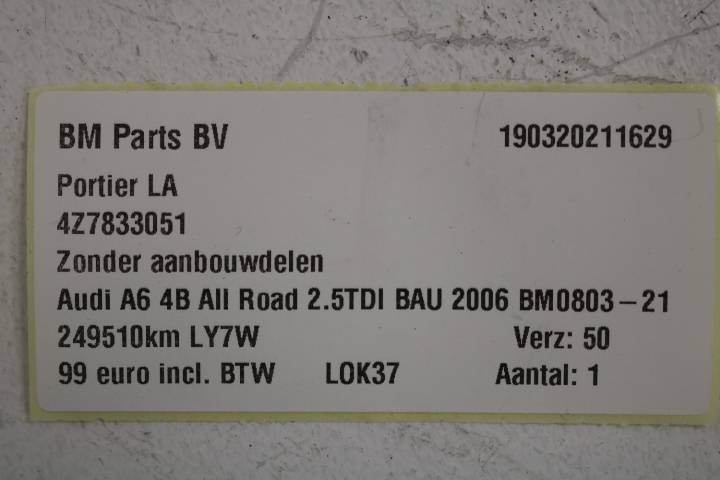 BM Parts BV 190320211629
Portier LA
4Z7833051
Zonder aanbouwdelen
Audi A6 4B All Road 2.5TDI BAU 2006 BM0803-21
249510km LY7W Verz: 50
99 euro incl. BTW LOK37 Aantal: 1